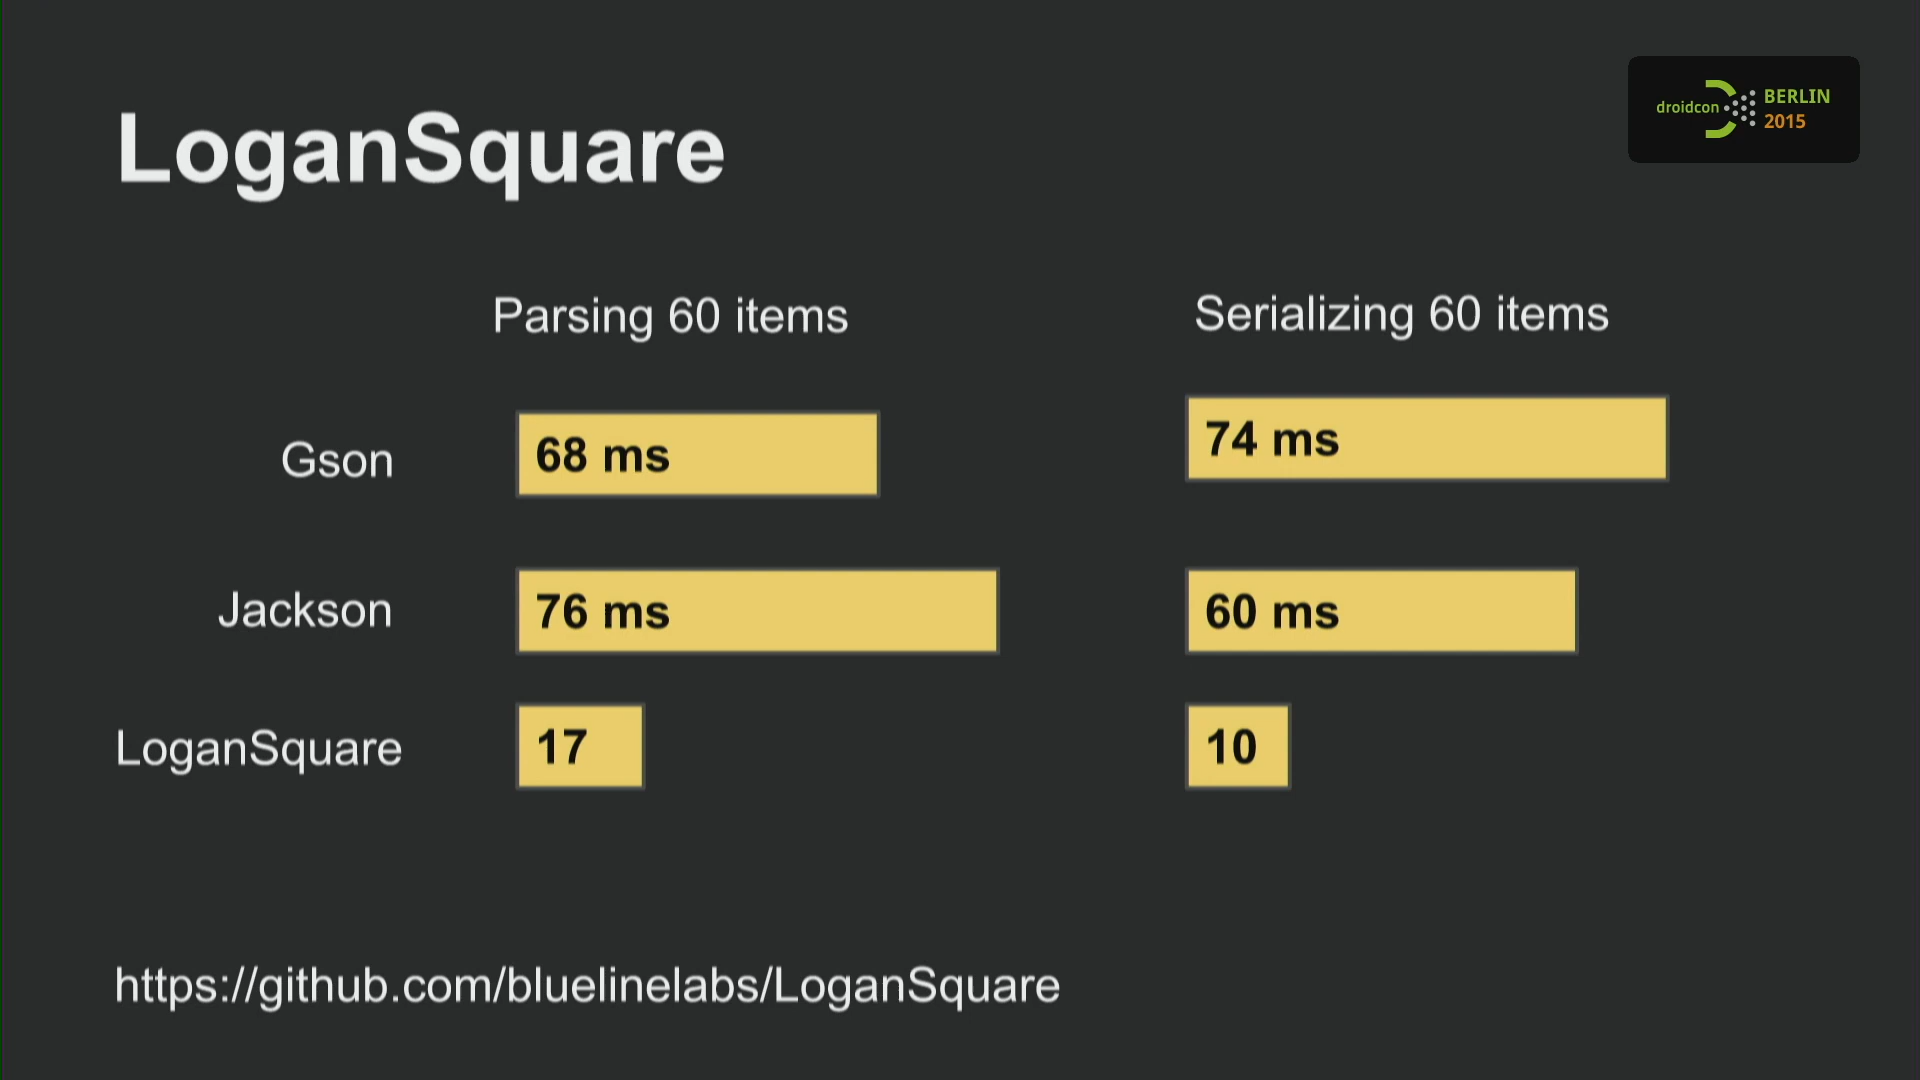 LoganSquare
droidcon BERLIN
2015
Parsing 60 items Serializing 60 items
Gson 68 ms 74 ms
Jackson 76 ms 60 ms
LoganSquare 17 10
https://github.com/bluelinelabs/LoganSquare